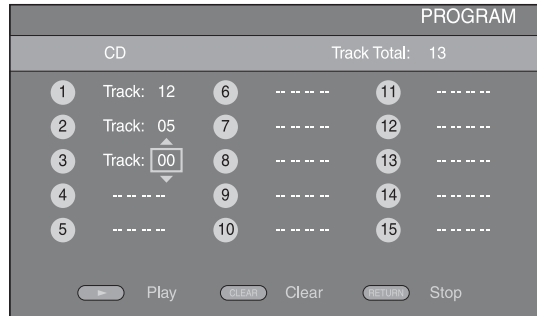 PROGRAM
CD Track Total: 13
1 Track: 12 6 -- -- -- -- 11 -- -- -- --
2 Track: 05 7 -- -- -- -- 12 -- -- -- --
3 Track: 00 8 -- -- -- -- 13 -- -- -- --
4 -- -- -- -- 9 -- -- -- -- 14 -- -- -- --
5 -- -- -- -- 10 -- -- -- -- 15 -- -- -- --
Play CLEAR Clear RETURN Stop